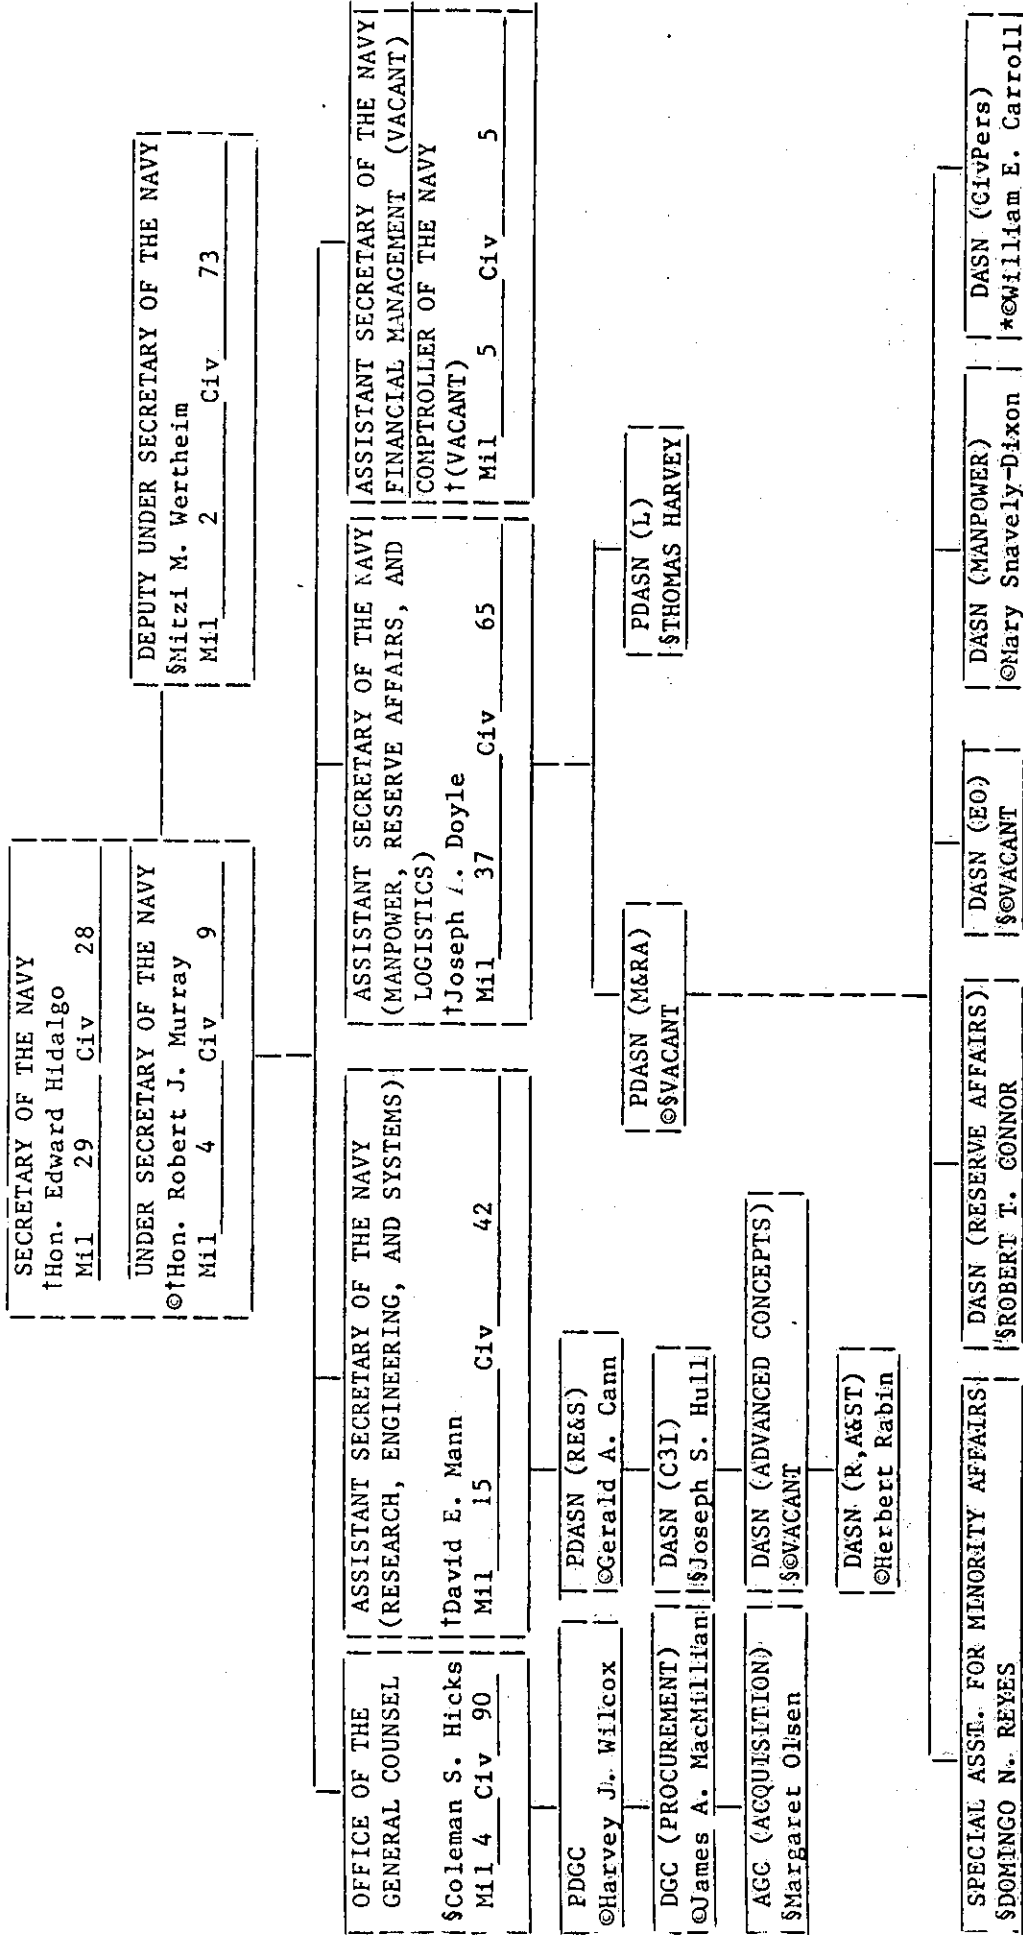 SECRETARY OF THE NAVY
†Hon. Edward Hidalgo
Mil 29 Civ 28
UNDER SECRETARY OF THE NAVY
©†Hon. Robert J. Murray
Mil 4 Civ 9
DEPUTY UNDER SECRETARY OF THE NAVY
§Mitzi M. Wertheim
Mil 2 Civ 73
OFFICE OF THE
GENERAL COUNSEL
§Coleman S. Hicks
Mil 4 Civ 90
ASSISTANT SECRETARY OF THE NAVY
(RESEARCH, ENGINEERING, AND SYSTEMS)
†David E. Mann
Mil 15 Civ 42
ASSISTANT SECRETARY OF THE NAVY
(MANPOWER, RESERVE AFFAIRS, AND
LOGISTICS)
†Joseph A. Doyle
Mil 37 Civ 65
ASSISTANT SECRETARY OF THE NAVY
FINANCIAL MANAGEMENT (VACANT)
COMPTROLLER OF THE NAVY
†(VACANT)
Mil 5 Civ 5
PDGC
©Harvey J. Wilcox
PDASN (RE&S)
©Gerald A. Cann
PDASN (M&RA)
©§VACANT
PDASN (L)
§THOMAS HARVEY
DGC (PROCUREMENT)
©James A. MacMillian
DASN (C3I)
§Joseph S. Hull
AGC (ACQUISITION)
§Margaret Olsen
DASN (ADVANCED CONCEPTS)
§©VACANT
DASN (R,A&ST)
©Herbert Rabin
SPECIAL ASST. FOR MINORITY AFFAIRS
§DOMINGO N. REYES
DASN (RESERVE AFFAIRS)
§ROBERT T. CONNOR
DASN (EO)
§©VACANT
DASN (MANPOWER)
©Mary Snavely-Dixon
DASN (CivPers)
*©William E. Carroll